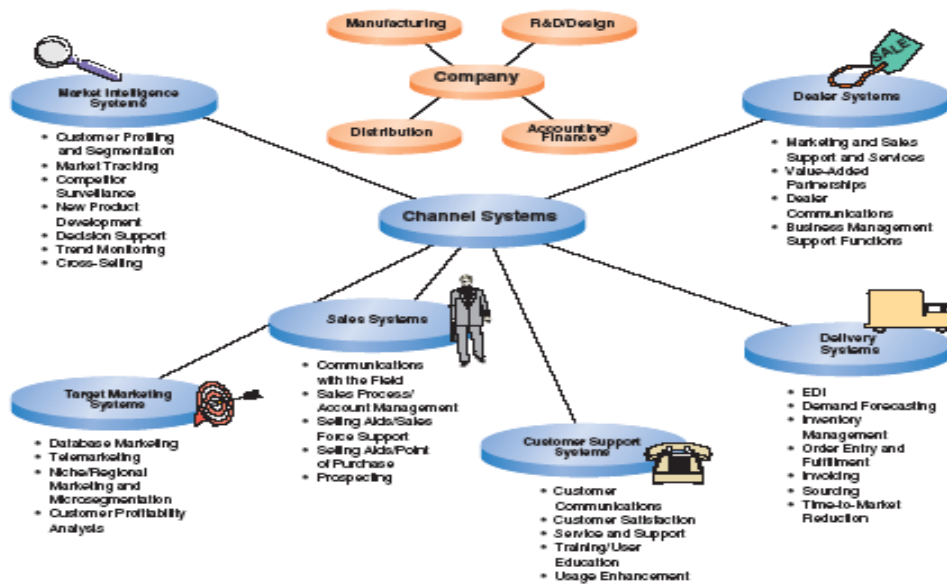 Manufacturing
R&D/Design
Company
Distribution
Accounting/
Finance
Market Intelligence
Systems
• Customer Profiling
and Segmentation
• Market Tracking
• Competitor
Surveillance
• New Product
Development
• Decision Support
• Trend Monitoring
• Cross-Selling
SALE
Dealer Systems
• Marketing and Sales
Support and Services
• Value-Added
Partnerships
• Dealer
Communications
• Business Management
Support Functions
Channel Systems
Sales Systems
• Communications
with the Field
• Sales Process/
Account Management
• Selling Aids/Sales
Force Support
• Selling Aids/Point
of Purchase
• Prospecting
Delivery
Systems
• EDI
• Demand Forecasting
• Inventory
Management
• Order Entry and
Fulfillment
• Invoicing
• Sourcing
• Time-to-Market
Reduction
Target Marketing
Systems
• Database Marketing
• Telemarketing
• Niche/Regional
Marketing and
Microsegmentation
• Customer Profitability
Analysis
Customer Support
Systems
• Customer
Communications
• Customer Satisfaction
• Service and Support
• Training/User
Education
• Usage Enhancement